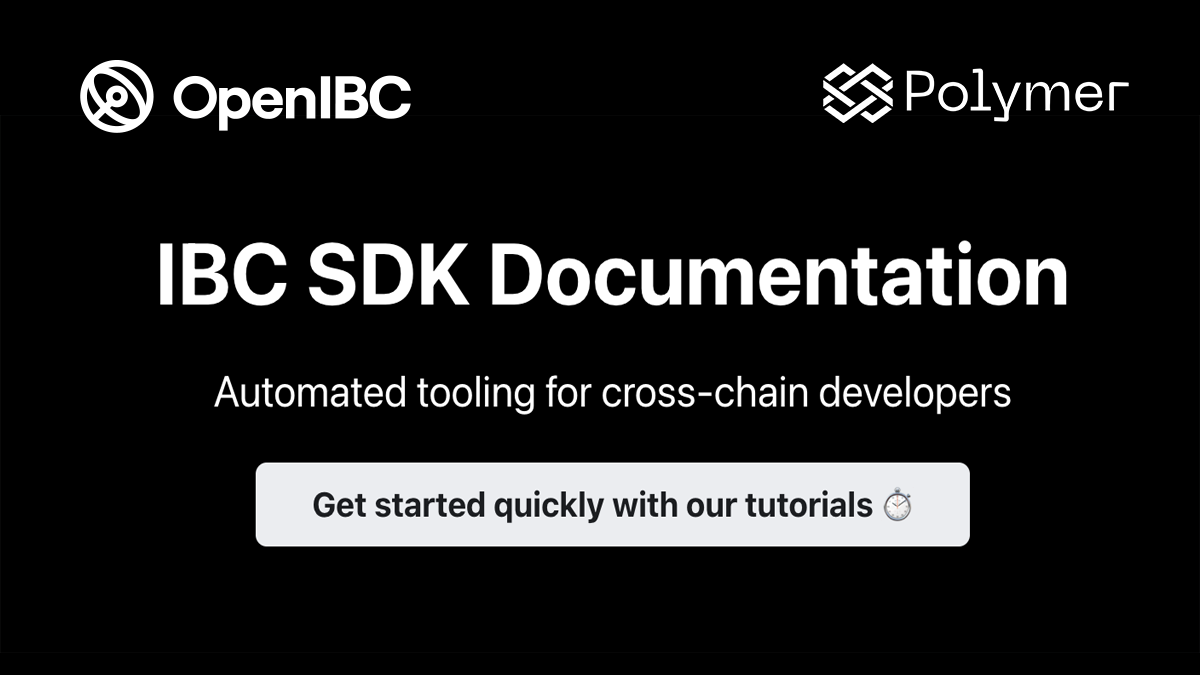 OpenIBC
Polymer
IBC SDK Documentation
Automated tooling for cross-chain developers
Get started quickly with our tutorials ⏱️